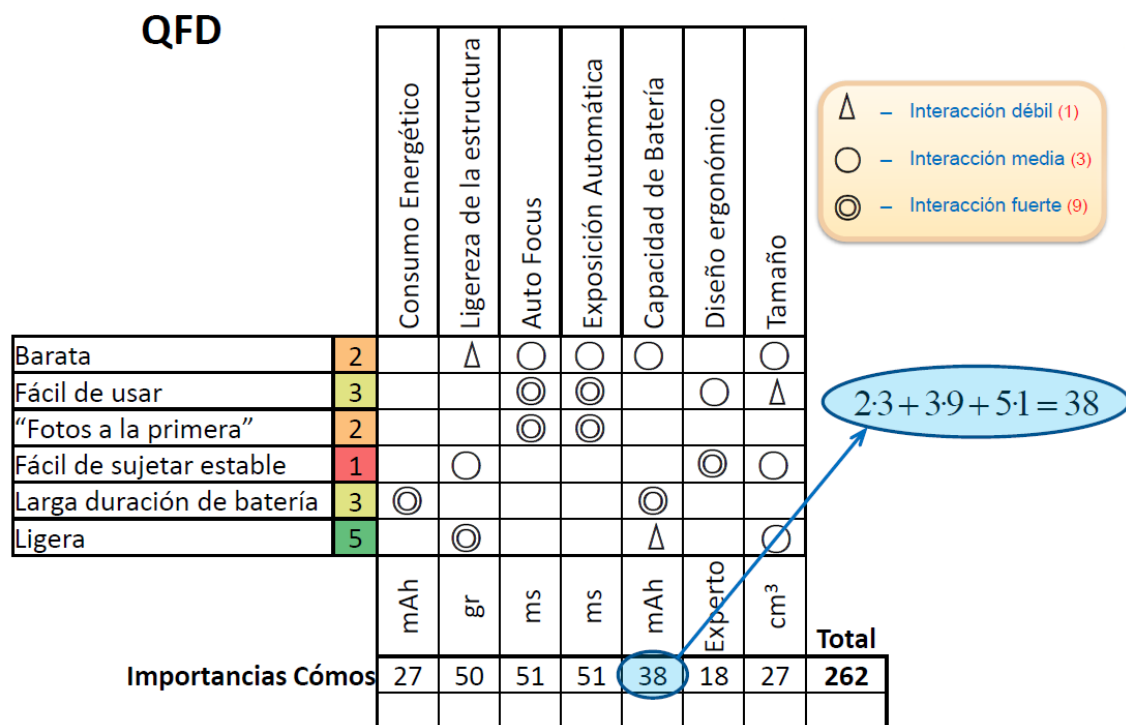 QFD
Consumo Energético
Ligereza de la estructura
Auto Focus
Exposición Automática
Capacidad de Batería
Diseño ergonómico
Tamaño
Δ – Interacción débil (1)
○ – Interacción media (3)
◎ – Interacción fuerte (9)
Barata 2 Δ ○ ○ ○ ○
Fácil de usar 3 ◎ ◎ ○ Δ
“Fotos a la primera” 2 ◎ ◎
Fácil de sujetar estable 1 ○ ◎ ○
Larga duración de batería 3 ◎ ◎
Ligera 5 ◎ Δ ○
2·3+3·9+5·1=38
mAh gr ms ms mAh Experto cm³ Total
Importancias Cómos 27 50 51 51 38 18 27 262